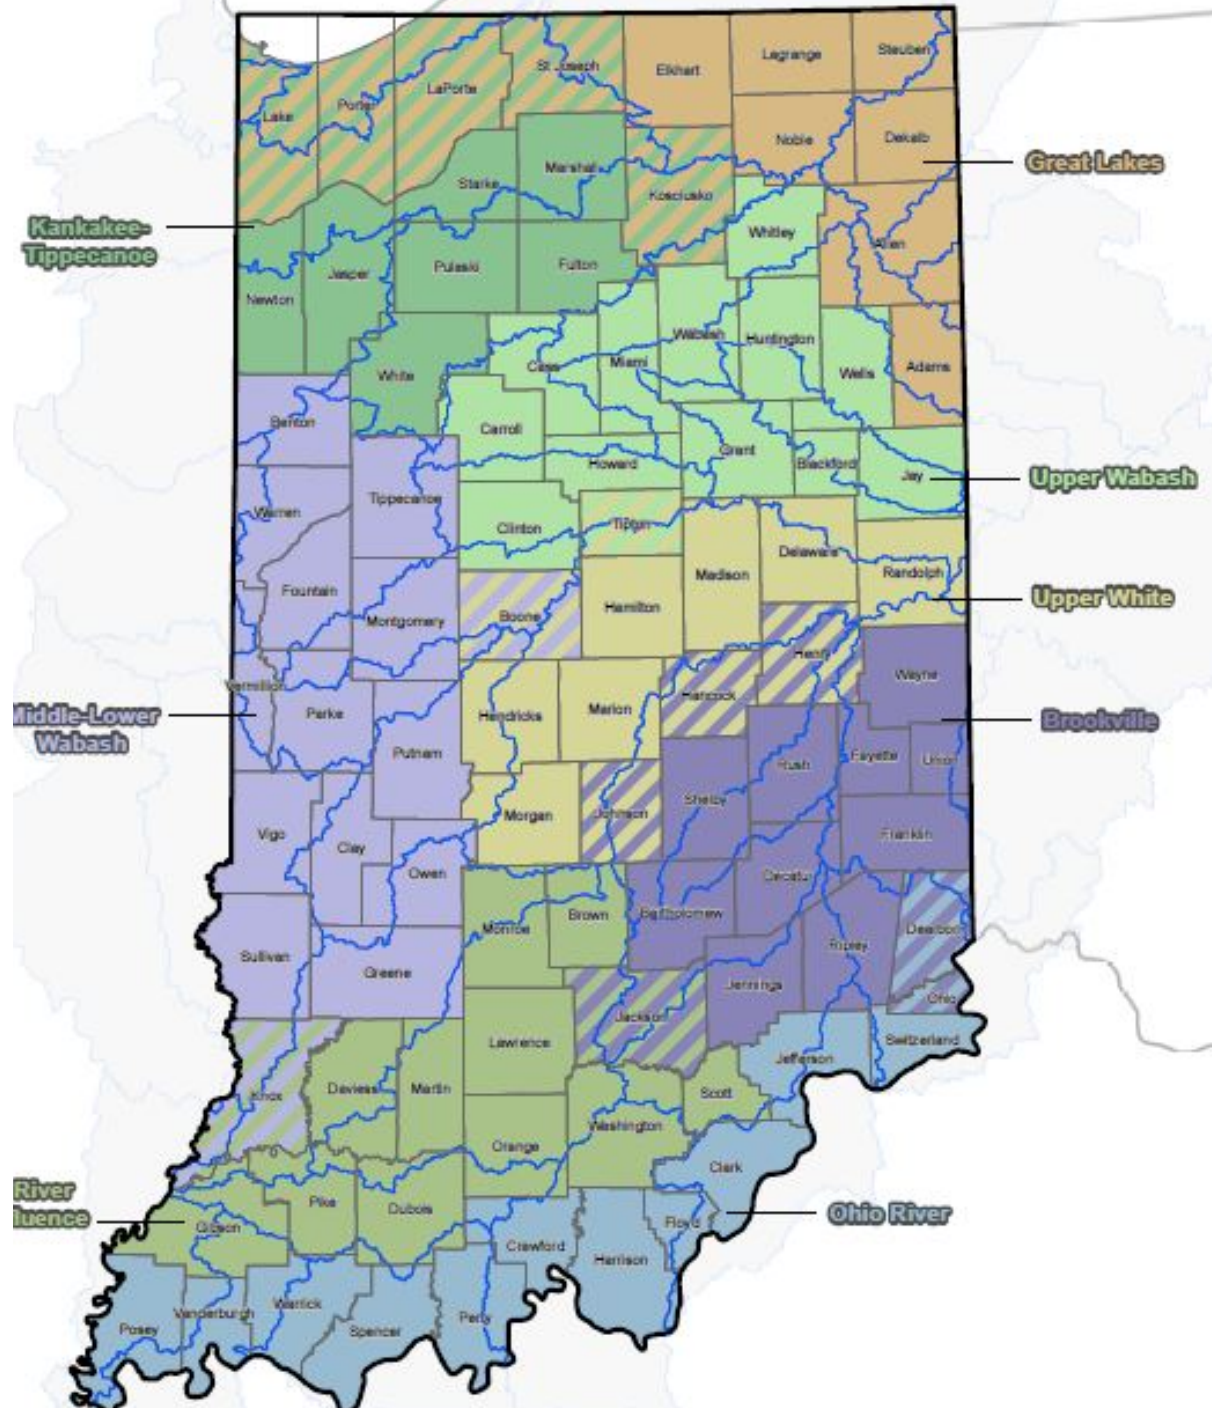 Lake
Porter
LaPorte
St Joseph
Elkhart
Lagrange
Steuben
Noble
Dekalb
Great Lakes
Starke
Marshall
Kosciusko
Whitley
Allen
Kankakee-
Tippecanoe
Newton
Jasper
Pulaski
Fulton
White
Cass
Miami
Wabash
Huntington
Wells
Adams
Benton
Carroll
Howard
Grant
Blackford
Jay
Upper Wabash
Warren
Tippecanoe
Clinton
Tipton
Fountain
Montgomery
Boone
Hamilton
Madison
Delaware
Randolph
Upper White
Vermillion
Parke
Putnam
Hendricks
Marion
Hancock
Henry
Wayne
Middle-Lower
Wabash
Brookville
Rush
Fayette
Union
Vigo
Clay
Owen
Morgan
Johnson
Shelby
Decatur
Franklin
Sullivan
Greene
Monroe
Brown
Bartholomew
Jennings
Ripley
Dearborn
Ohio
Knox
Daviess
Martin
Lawrence
Jackson
Jefferson
Switzerland
Orange
Washington
Scott
Clark
River
luence
Gibson
Pike
Dubois
Crawford
Harrison
Floyd
Ohio River
Posey
Vanderburgh
Warrick
Spencer
Perry